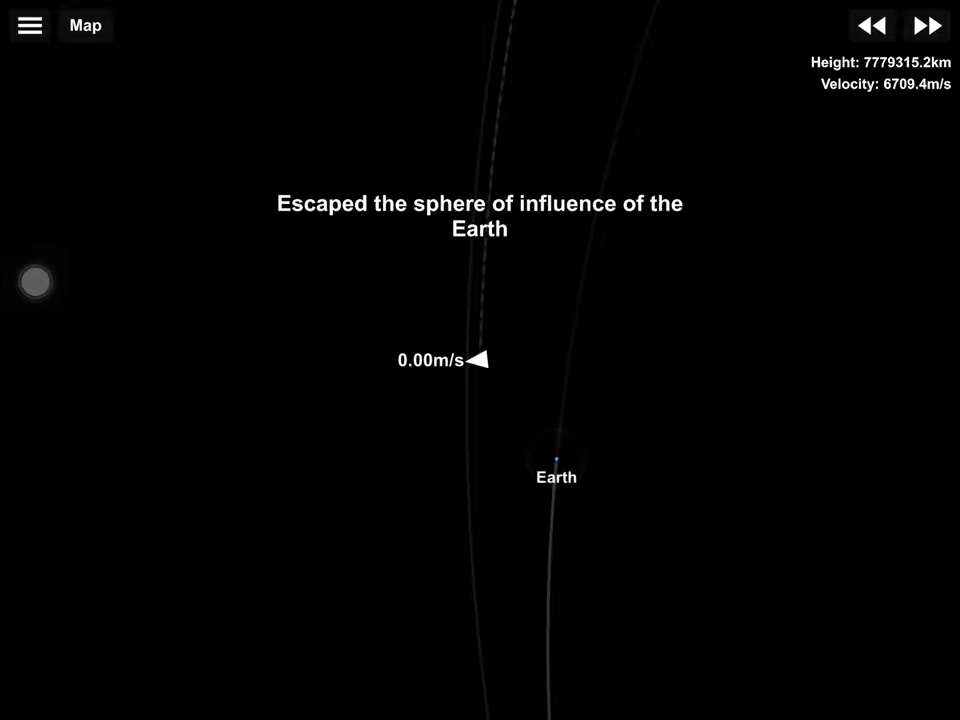 Map
Height: 7779315.2km
Velocity: 6709.4m/s
Escaped the sphere of influence of the
Earth
0.00m/s
Earth